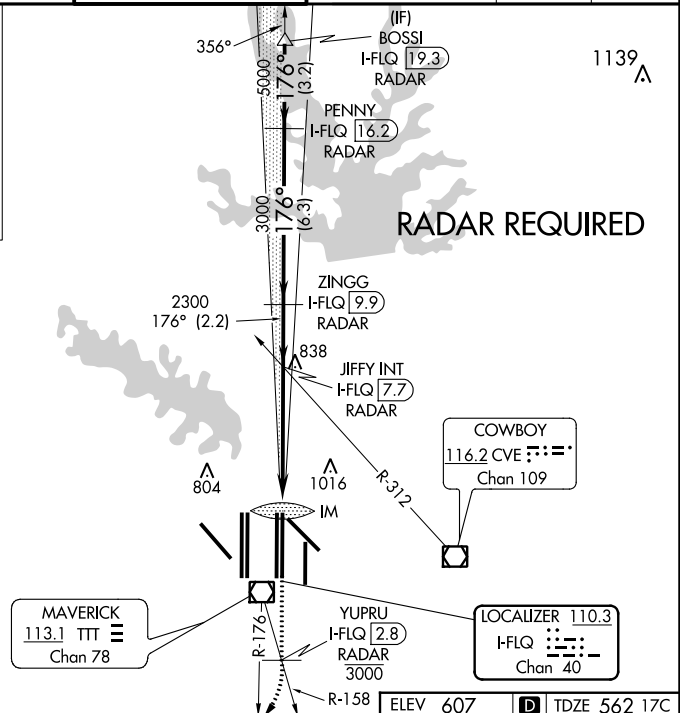 (IF)
BOSSI
I-FLQ 19.3
RADAR
356°
5000
176°
(3.2)
1139
PENNY
I-FLQ 16.2
RADAR
3000
176°
(6.3)
RADAR REQUIRED
ZINGG
I-FLQ 9.9
RADAR
2300
176° (2.2)
838
JIFFY INT
I-FLQ 7.7
RADAR
COWBOY
116.2 CVE
Chan 109
R-312
804
1016
IM
MAVERICK
113.1 TTT
Chan 78
R-176
YUPRU
I-FLQ 2.8
RADAR
3000
R-158
LOCALIZER 110.3
I-FLQ
Chan 40
ELEV 607 D TDZE 562 17C